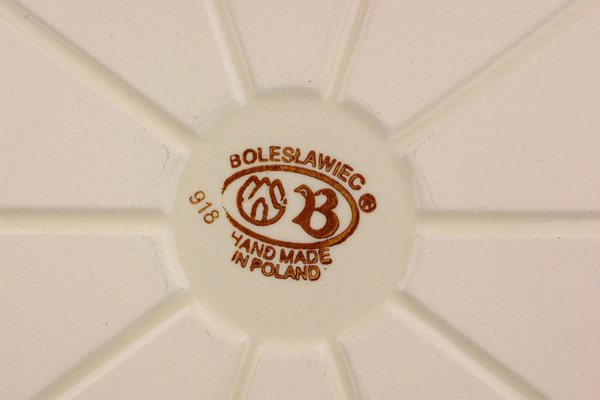 BOLESŁAWIEC ®
B
918
HAND MADE
IN POLAND